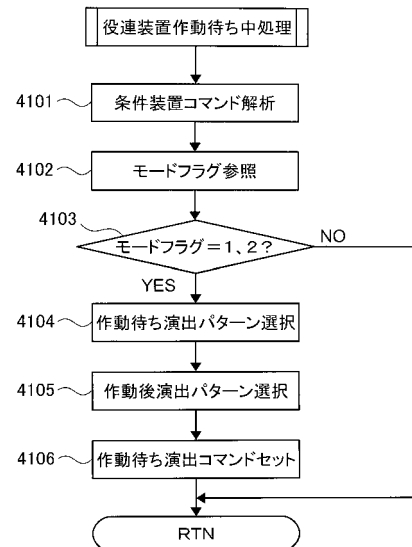 役連装置作動待ち中処理
4101
条件装置コマンド解析
4102
モードフラグ参照
4103
モードフラグ=1、2?
NO
YES
4104
作動待ち演出パターン選択
4105
作動後演出パターン選択
4106
作動待ち演出コマンドセット
RTN